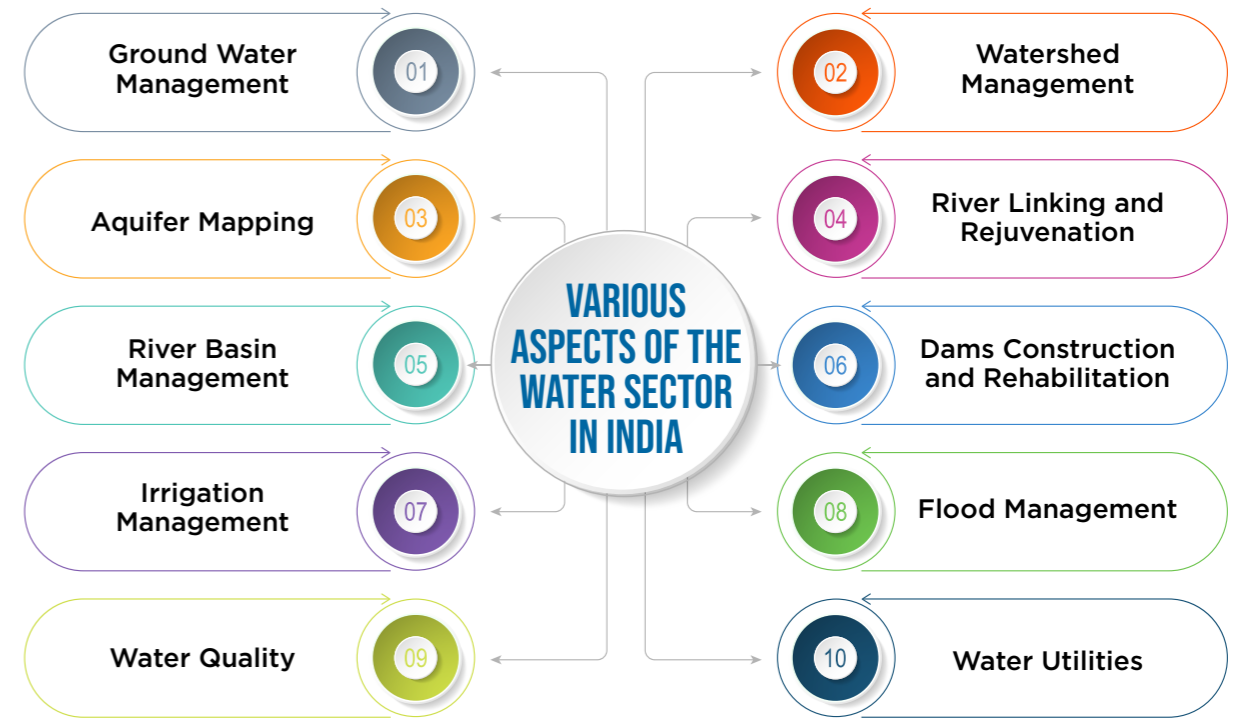 Ground Water
Management
01
02
Watershed
Management
Aquifer Mapping
03
04
River Linking and
Rejuvenation
VARIOUS
ASPECTS OF THE
WATER SECTOR
IN INDIA
River Basin
Management
05
06
Dams Construction
and Rehabilitation
Irrigation
Management
07
08
Flood Management
Water Quality
09
10
Water Utilities